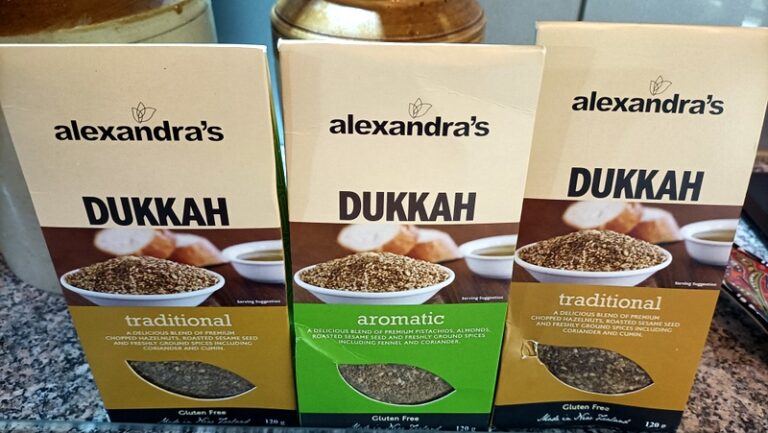 alexandra's
DUKKAH
Serving Suggestion
traditional
A DELICIOUS BLEND OF PREMIUM
CHOPPED HAZELNUTS, ROASTED SESAME SEED
AND FRESHLY GROUND SPICES INCLUDING
CORIANDER AND CUMIN.
Gluten Free
Made in New Zealand 120 g
alexandra's
DUKKAH
Serving Suggestion
aromatic
A DELICIOUS BLEND OF PREMIUM PISTACHIOS, ALMONDS,
ROASTED SESAME SEED AND FRESHLY GROUND SPICES
INCLUDING FENNEL AND CORIANDER.
Gluten Free
Made in New Zealand 120 g
alexandra's
DUKKAH
Serving Suggestion
traditional
A DELICIOUS BLEND OF PREMIUM
CHOPPED HAZELNUTS, ROASTED SESAME SEED
AND FRESHLY GROUND SPICES INCLUDING
CORIANDER AND CUMIN.
Gluten Free
Made in New Zealand 120 g